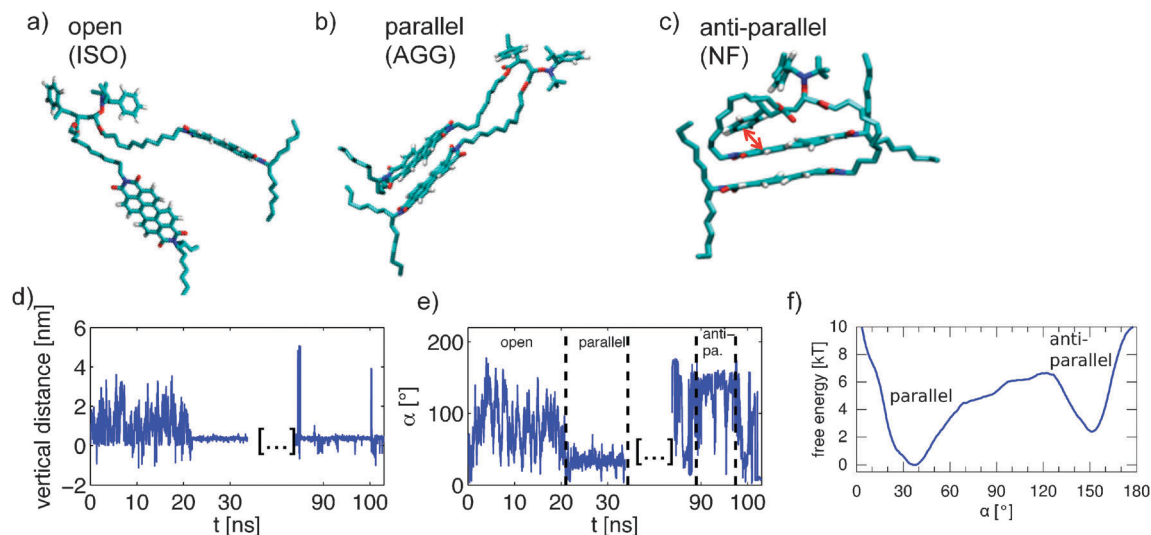 a) open
(ISO)
b) parallel
(AGG)
c) anti-parallel
(NF)
d)
vertical distance [nm]
6
4
2
0
−2
[...]
0 10 20 30 90 100
t [ns]
e)
α [°]
200
100
0
open
parallel
anti−
pa.
[...]
0 10 20 30 90 100
t [ns]
f)
free energy [kT]
10
8
6
4
2
0
parallel
anti-
parallel
0 30 60 90 120 150 180
α [°]